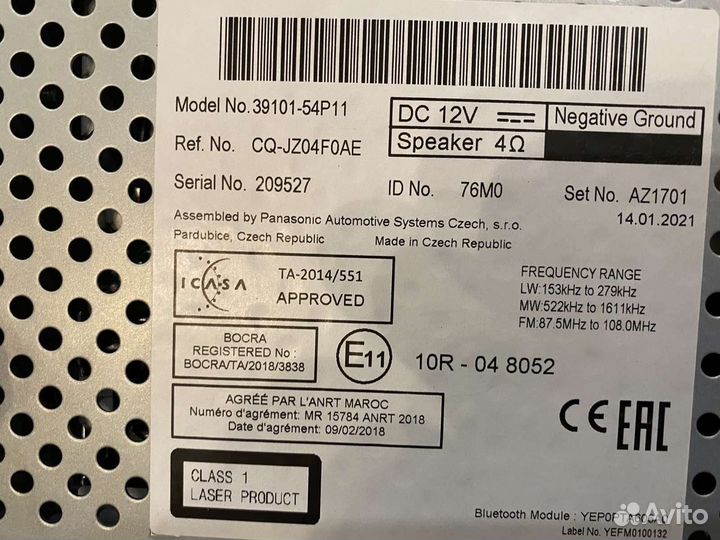 Model No.39101-54P11
DC 12V
Negative Ground
Ref. No. CQ-JZ04F0AE
Speaker 4Ω
Serial No. 209527
ID No. 76M0
Set No. AZ1701
14.01.2021
Assembled by Panasonic Automotive Systems Czech, s.r.o.
Pardubice, Czech Republic
Made in Czech Republic
ICASA
TA-2014/551
APPROVED
FREQUENCY RANGE
LW:153kHz to 279kHz
MW:522kHz to 1611kHz
FM:87.5MHz to 108.0MHz
BOCRA
REGISTERED No :
BOCRA/TA/2018/3838
E11
10R - 04 8052
AGRÉÉ PAR L'ANRT MAROC
Numéro d'agrément: MR 15784 ANRT 2018
Date d'agrément: 09/02/2018
CE
EAC
CLASS 1
LASER PRODUCT
Bluetooth Module :
Label No. YEFM0100132
Avito